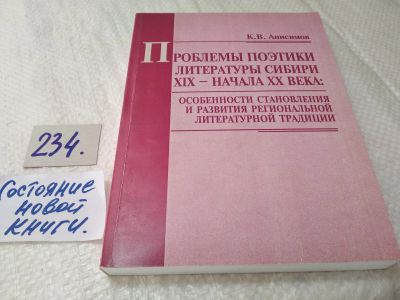 К.В. Анисимов
ПРОБЛЕМЫ ПОЭТИКИ
ЛИТЕРАТУРЫ СИБИРИ
XIX – НАЧАЛА XX ВЕКА:
ОСОБЕННОСТИ СТАНОВЛЕНИЯ
И РАЗВИТИЯ РЕГИОНАЛЬНОЙ
ЛИТЕРАТУРНОЙ ТРАДИЦИИ
234.
Состояние
новой
книги.